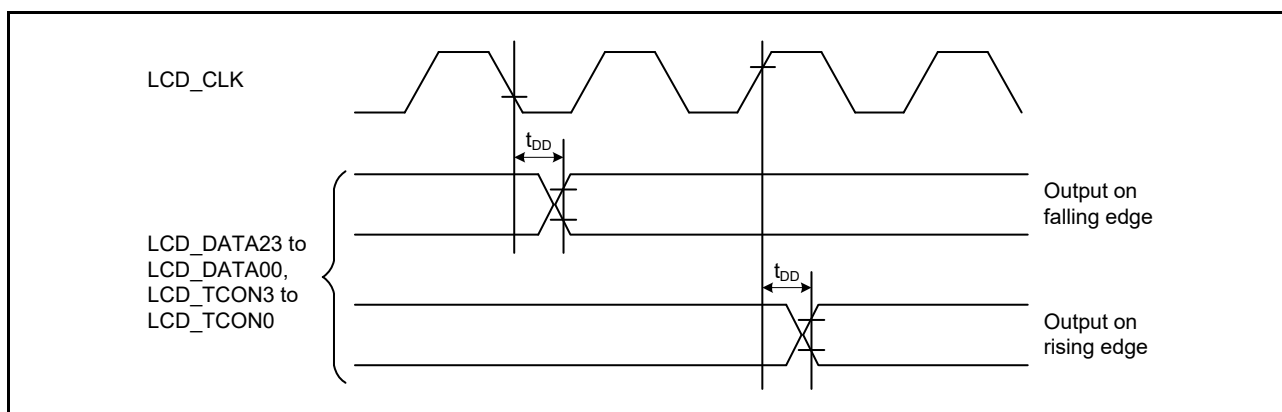 LCD_CLK
tDD
Output on
falling edge
LCD_DATA23 to
LCD_DATA00,
LCD_TCON3 to
LCD_TCON0
tDD
Output on
rising edge